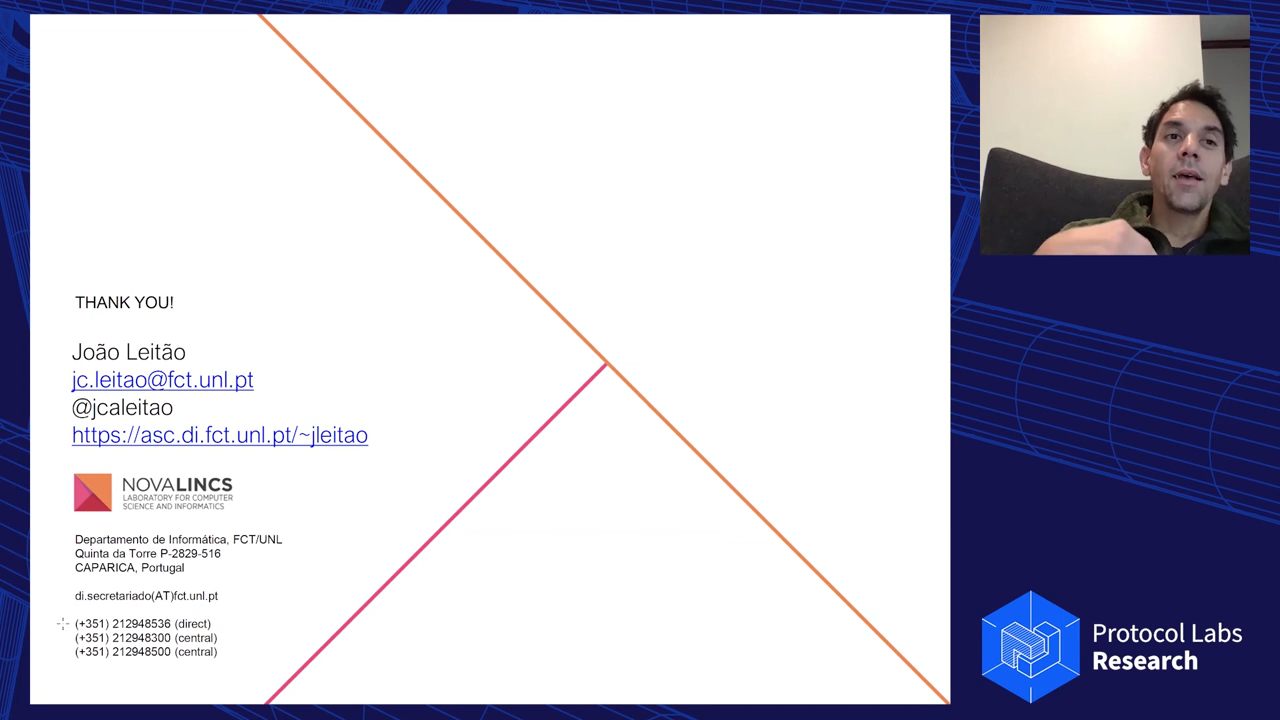 THANK YOU!
João Leitão
jc.leitao@fct.unl.pt
@jcaleitao
https://asc.di.fct.unl.pt/~jleitao
NOVALINCS
LABORATORY FOR COMPUTER
SCIENCE AND INFORMATICS
Departamento de Informática, FCT/UNL
Quinta da Torre P-2829-516
CAPARICA, Portugal
di.secretariado(AT)fct.unl.pt
(+351) 212948536 (direct)
(+351) 212948300 (central)
(+351) 212948500 (central)
Protocol Labs
Research